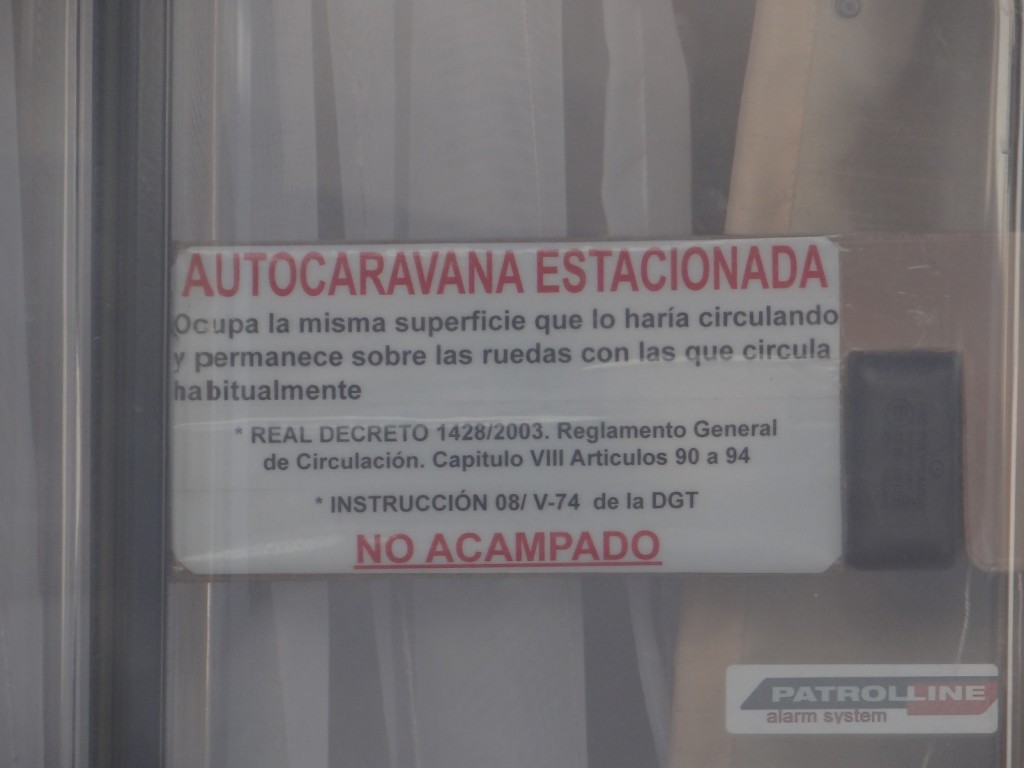 AUTOCARAVANA ESTACIONADA
Ocupa la misma superficie que lo haría circulando
y permanece sobre las ruedas con las que circula
habitualmente
* REAL DECRETO 1428/2003. Reglamento General
de Circulación. Capitulo VIII Articulos 90 a 94
* INSTRUCCIÓN 08/ V-74 de la DGT
NO ACAMPADO
PATROLLINE
alarm system